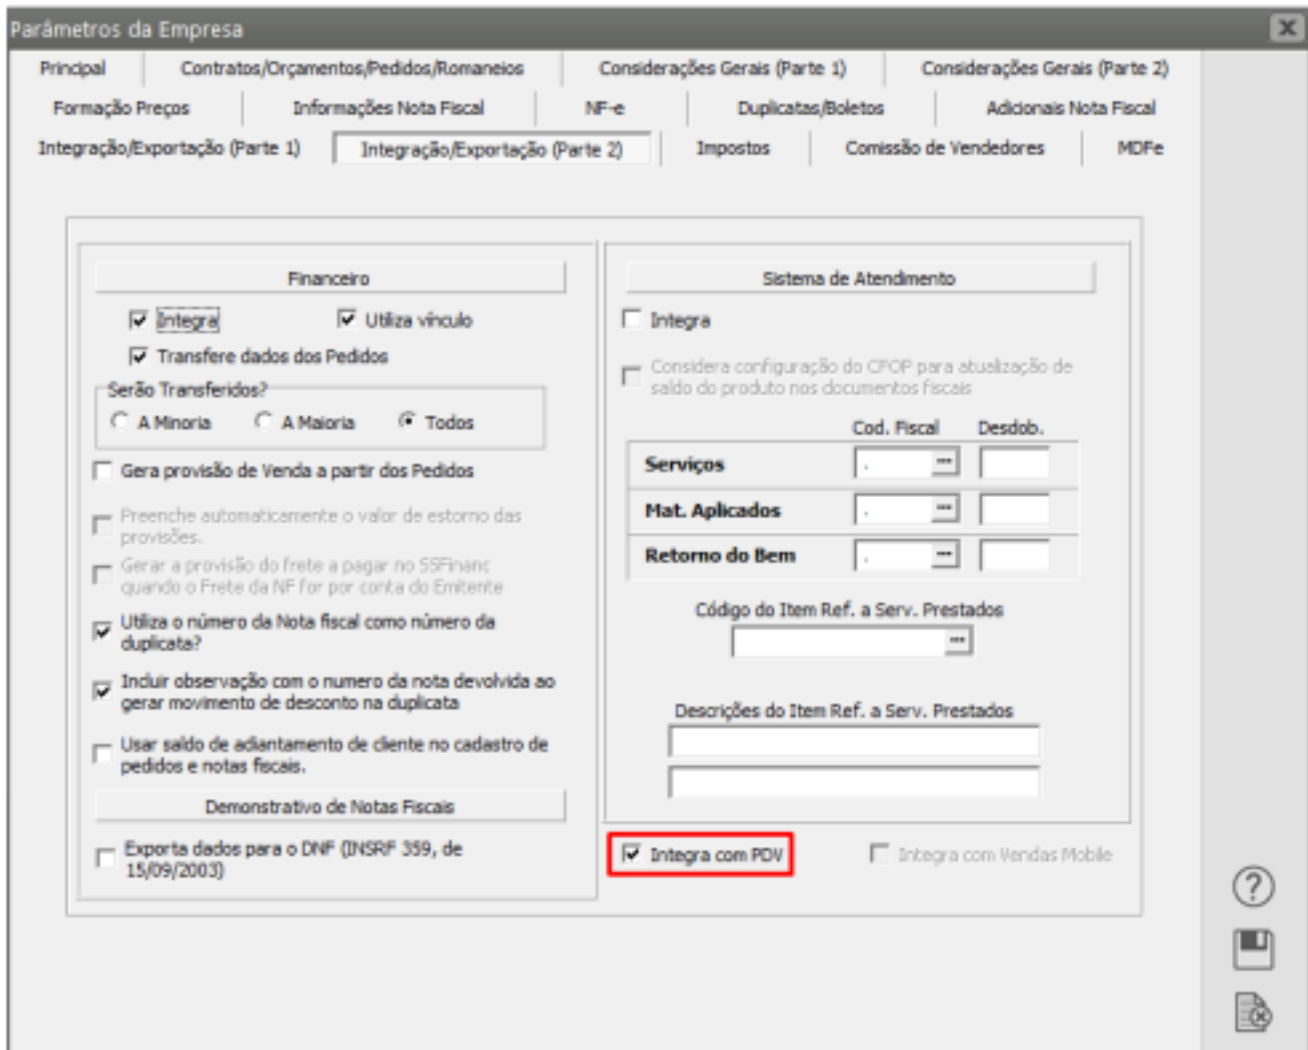 Parâmetros da Empresa
Principal
Contratos/Orçamentos/Pedidos/Romaneios
Considerações Gerais (Parte 1)
Considerações Gerais (Parte 2)
Formação Preços
Informações Nota Fiscal
NF-e
Duplicatas/Boletos
Adicionais Nota Fiscal
Integração/Exportação (Parte 1)
Integração/Exportação (Parte 2)
Impostos
Comissão de Vendedores
MDFe
Financeiro
Integra
Utiliza vínculo
Transfere dados dos Pedidos
Serão Transferidos?
A Minoria
A Maioria
Todos
Gera provisão de Venda a partir dos Pedidos
Preenche automaticamente o valor de estorno das
provisões.
Gerar a provisão do frete a pagar no SSFinanc
quando o Frete da NF for por conta do Emitente
Utiliza o número da Nota fiscal como número da
duplicata?
Incluir observação com o numero da nota devolvida ao
gerar movimento de desconto na duplicata
Usar saldo de adiantamento de cliente no cadastro de
pedidos e notas fiscais.
Demonstrativo de Notas Fiscais
Exporta dados para o DNF (INSRF 359, de
15/09/2003)
Sistema de Atendimento
Integra
Considera configuração do CFOP para atualização de
saldo do produto nos documentos fiscais
Cod. Fiscal
Desdob.
Serviços
.
Mat. Aplicados
.
Retorno do Bem
.
Código do Item Ref. a Serv. Prestados
Descrições do Item Ref. a Serv. Prestados
Integra com PDV
Integra com Vendas Mobile